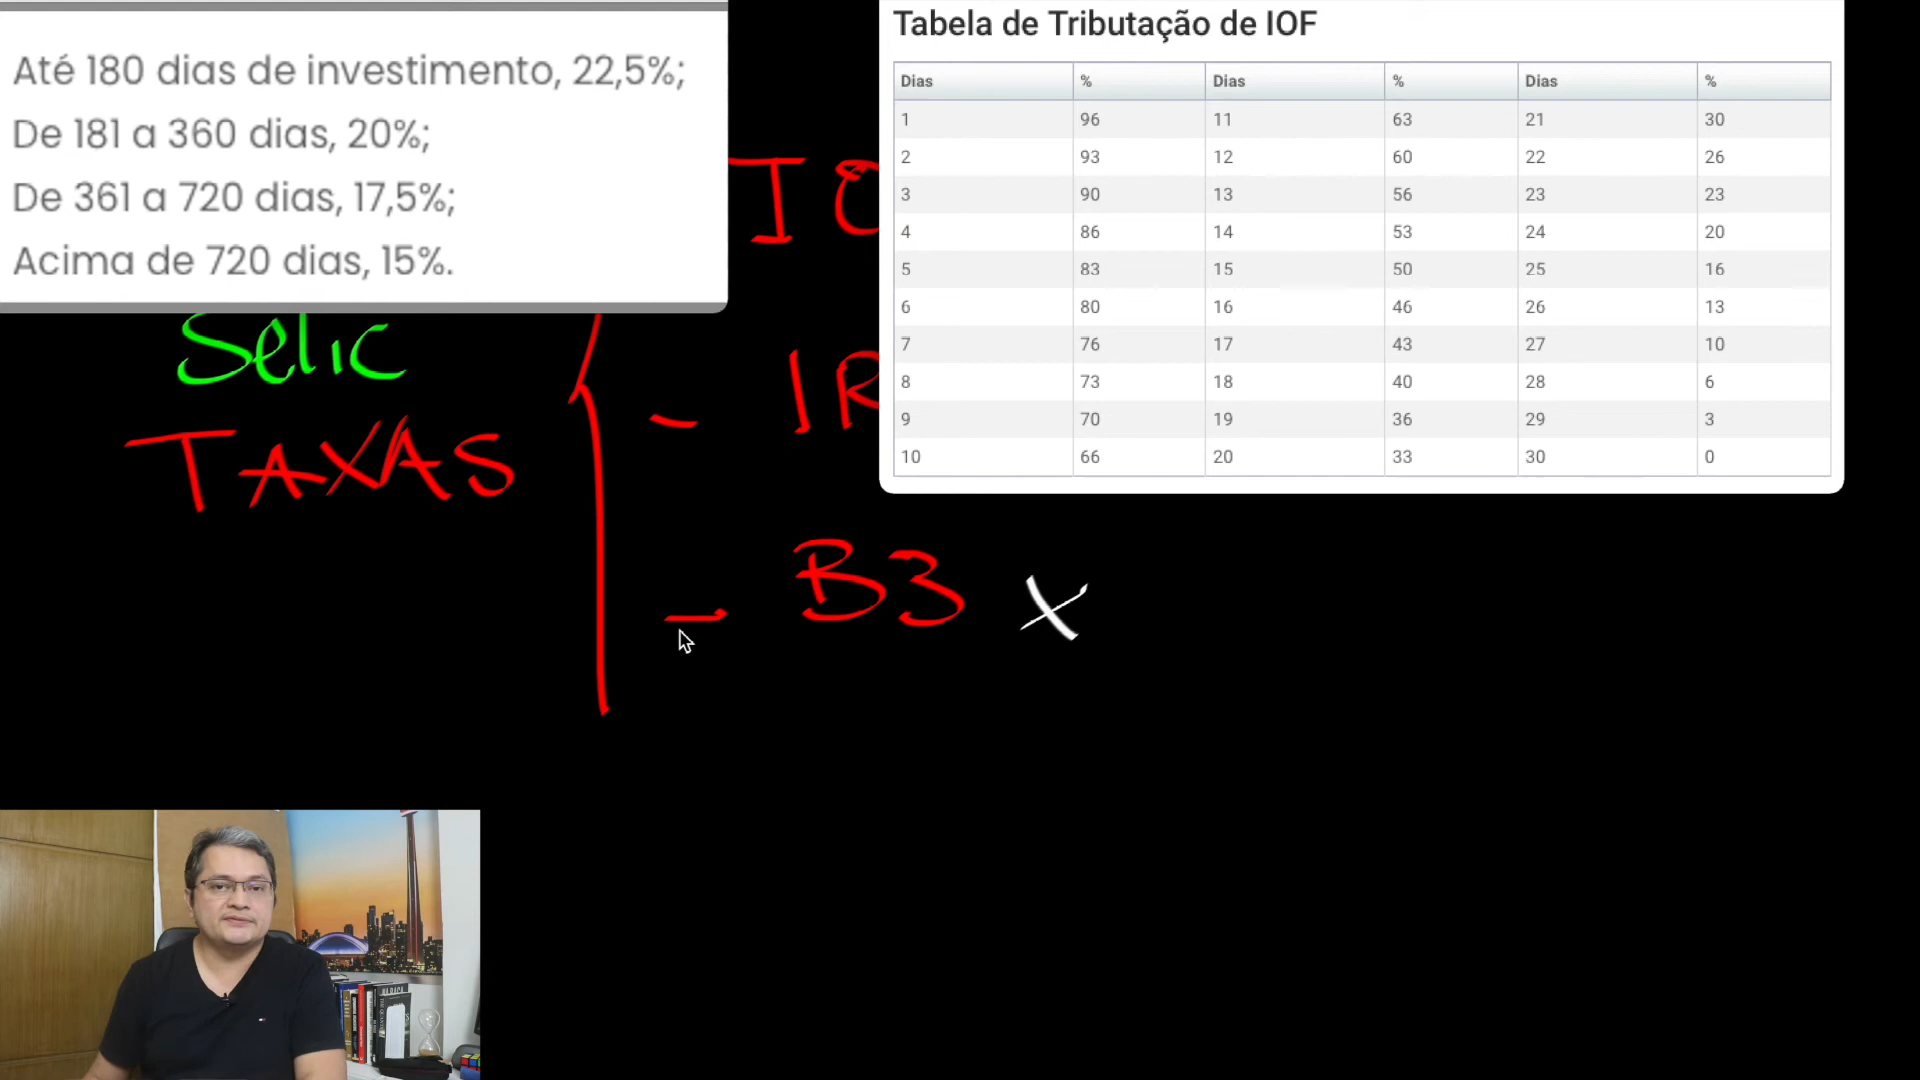 Até 180 dias de investimento, 22,5%;
De 181 a 360 dias, 20%;
De 361 a 720 dias, 17,5%;
Acima de 720 dias, 15%.
Tabela de Tributação de IOF
Dias % Dias % Dias %
1 96 11 63 21 30
2 93 12 60 22 26
3 90 13 56 23 23
4 86 14 53 24 20
5 83 15 50 25 16
6 80 16 46 26 13
7 76 17 43 27 10
8 73 18 40 28 6
9 70 19 36 29 3
10 66 20 33 30 0
Selic
TAXAS
IO
- IR
- B3 X